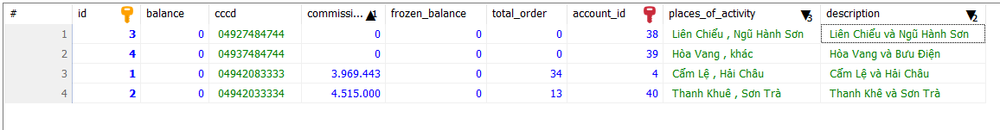 # id balance cccd commissi... 1 frozen_balance total_order account_id places_of_activity 3 description 2
1 3 0 04927484744 0 0 0 38 Liên Chiểu , Ngũ Hành Sơn Liên Chiểu và Ngũ Hành Sơn
2 4 0 04937484744 0 0 0 39 Hòa Vang , khác Hòa Vang và Bưu Điện
3 1 0 04942083333 3.969.443 0 34 4 Cẩm Lệ , Hải Châu Cẩm Lệ và Hải Châu
4 2 0 04942033334 4.515.000 0 13 40 Thanh Khuê , Sơn Trà Thanh Khê và Sơn Trà